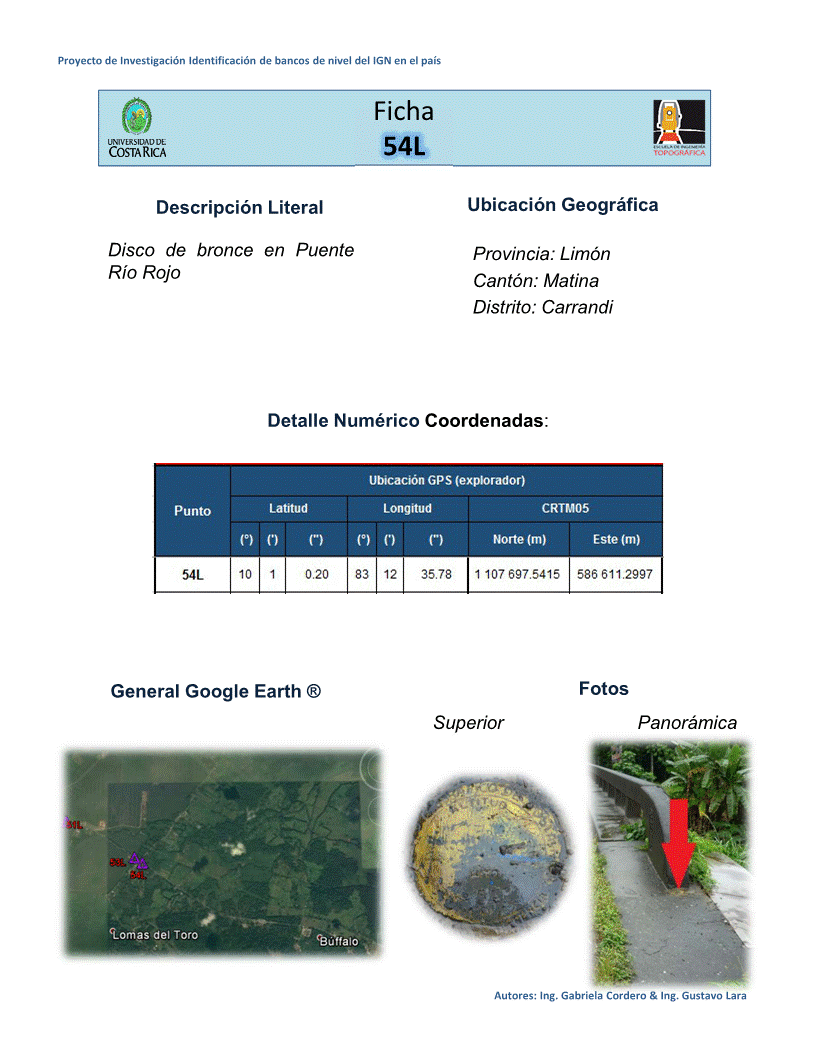 Proyecto de Investigación Identificación de bancos de nivel del IGN en el país
UNIVERSIDAD DE
COSTA RICA
Ficha
54L
ESCUELA DE INGENIERÍA
TOPOGRÁFICA
Descripción Literal
Disco de bronce en Puente
Río Rojo
Ubicación Geográfica
Provincia: Limón
Cantón: Matina
Distrito: Carrandi
Detalle Numérico Coordenadas:
Punto
Ubicación GPS (explorador)
Latitud Longitud CRTM05
(°) (') (") (°) (') (") Norte (m) Este (m)
54L 10 1 0.20 83 12 35.78 1 107 697.5415 586 611.2997
General Google Earth ®
Fotos
Superior Panorámica
51L
53L
54L
Lomas del Toro
Búffalo
Autores: Ing. Gabriela Cordero & Ing. Gustavo Lara